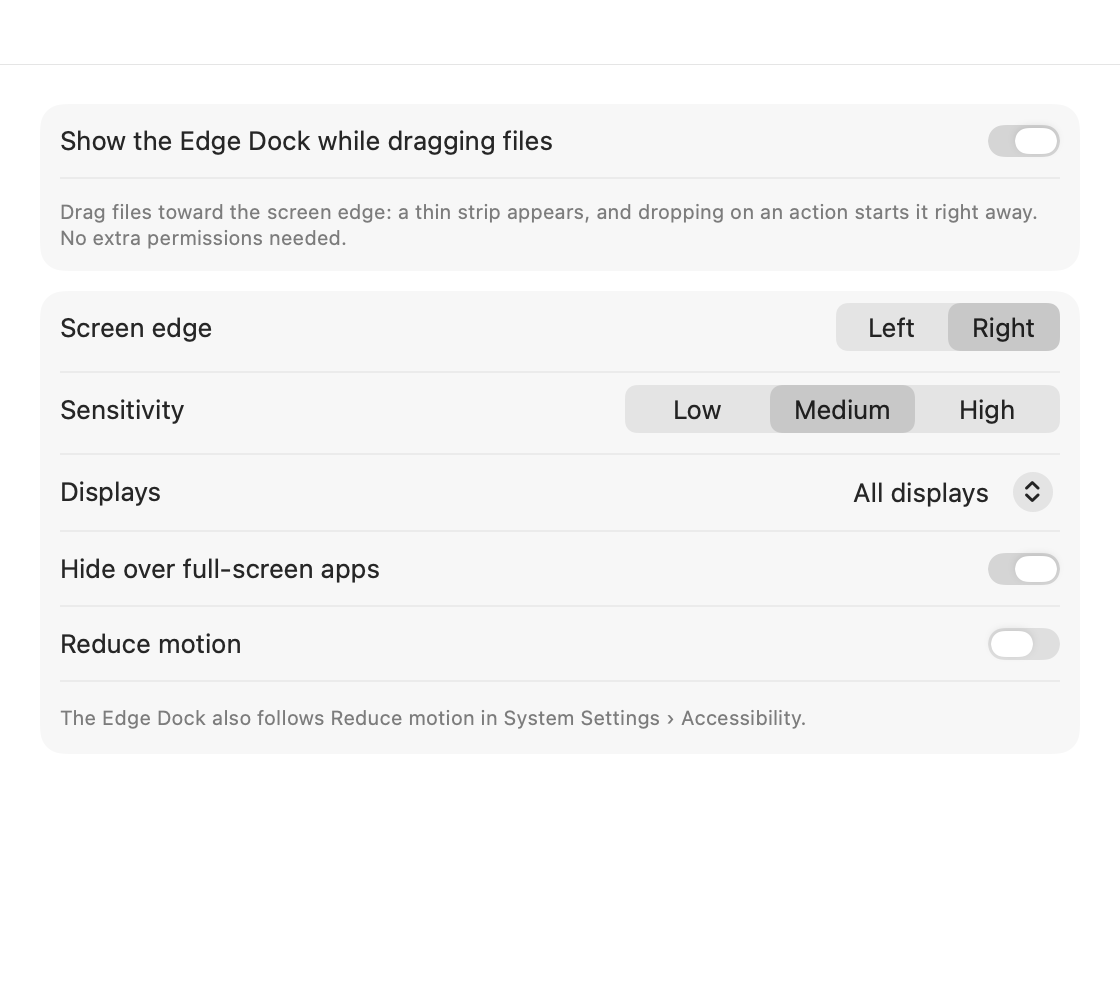 Show the Edge Dock while dragging files
Drag files toward the screen edge: a thin strip appears, and dropping on an action starts it right away.
No extra permissions needed.
Screen edge
Left
Right
Sensitivity
Low
Medium
High
Displays
All displays
Hide over full-screen apps
Reduce motion
The Edge Dock also follows Reduce motion in System Settings › Accessibility.